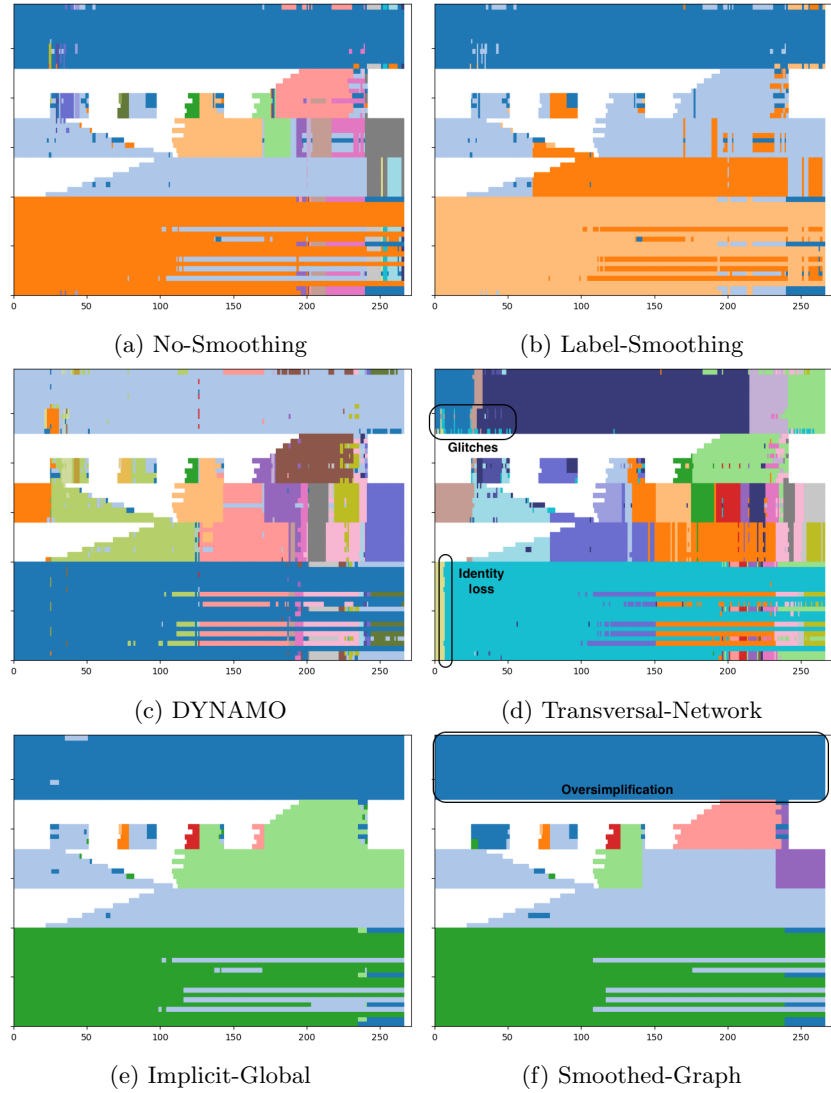 0 50 100 150 200 250 0 50 100 150 200 250
(a) No-Smoothing (b) Label-Smoothing
Glitches
Identity
loss
0 50 100 150 200 250 0 50 100 150 200 250
(c) DYNAMO (d) Transversal-Network
Oversimplification
0 50 100 150 200 250 0 50 100 150 200 250
(e) Implicit-Global (f) Smoothed-Graph